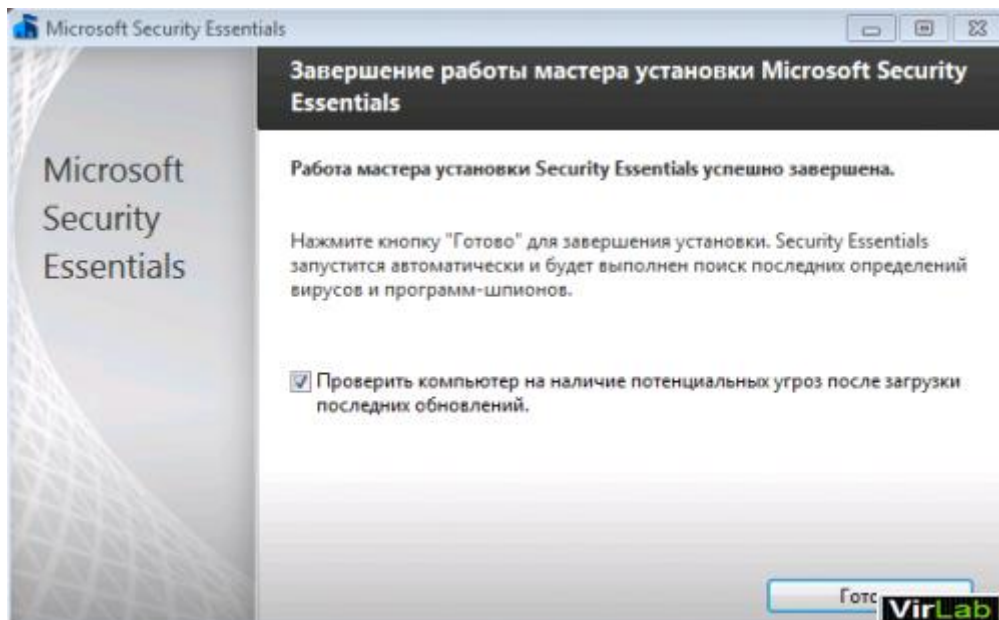 Microsoft Security Essentials
Завершение работы мастера установки Microsoft Security
Essentials
Microsoft
Security
Essentials
Работа мастера установки Security Essentials успешно завершена.
Нажмите кнопку "Готово" для завершения установки. Security Essentials
запустится автоматически и будет выполнен поиск последних определений
вирусов и программ-шпионов.
Проверить компьютер на наличие потенциальных угроз после загрузки
последних обновлений.
VirLab